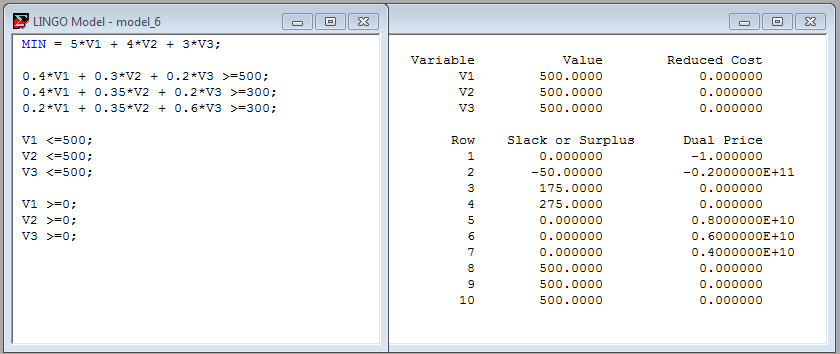 LINGO Model - model_6
MIN = 5*V1 + 4*V2 + 3*V3;
0.4*V1 + 0.3*V2 + 0.2*V3 >=500;
0.4*V1 + 0.35*V2 + 0.2*V3 >=300;
0.2*V1 + 0.35*V2 + 0.6*V3 >=300;
V1 <=500;
V2 <=500;
V3 <=500;
V1 >=0;
V2 >=0;
V3 >=0;
Variable Value Reduced Cost
V1 500.0000 0.000000
V2 500.0000 0.000000
V3 500.0000 0.000000
Row Slack or Surplus Dual Price
1 0.000000 -1.000000
2 -50.00000 -0.2000000E+11
3 175.0000 0.000000
4 275.0000 0.000000
5 0.000000 0.8000000E+10
6 0.000000 0.6000000E+10
7 0.000000 0.4000000E+10
8 500.0000 0.000000
9 500.0000 0.000000
10 500.0000 0.000000